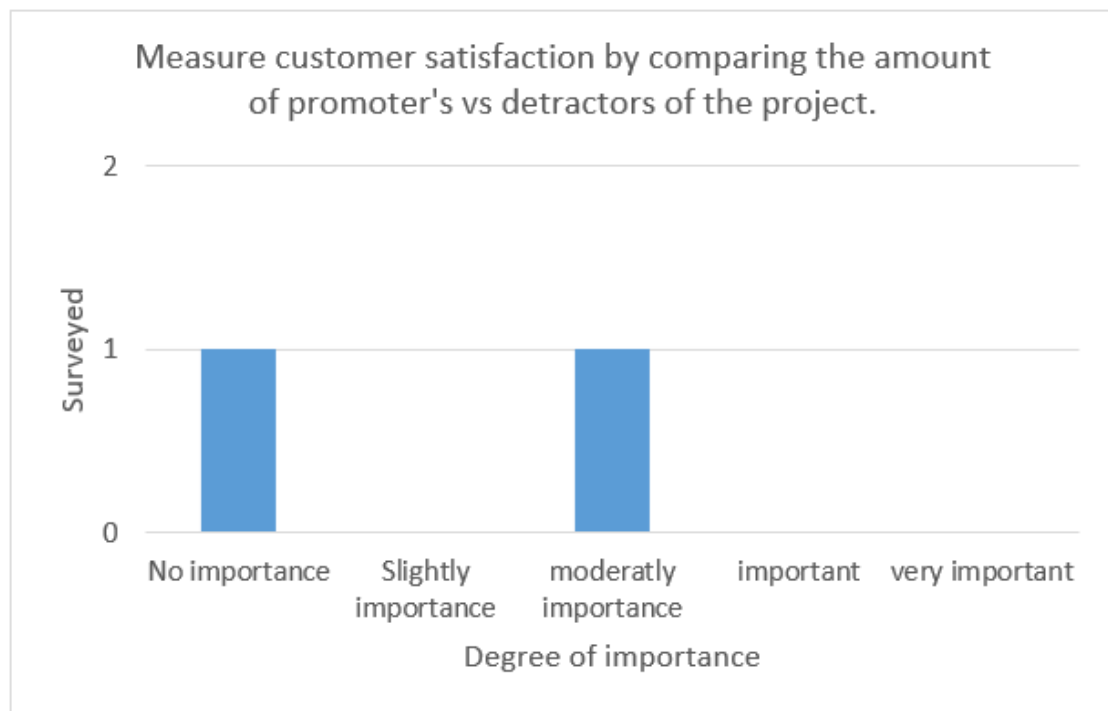 Measure customer satisfaction by comparing the amount
of promoter's vs detractors of the project.
2
1
0
Surveyed
No importance
Slightly
importance
moderatly
importance
important
very important
Degree of importance